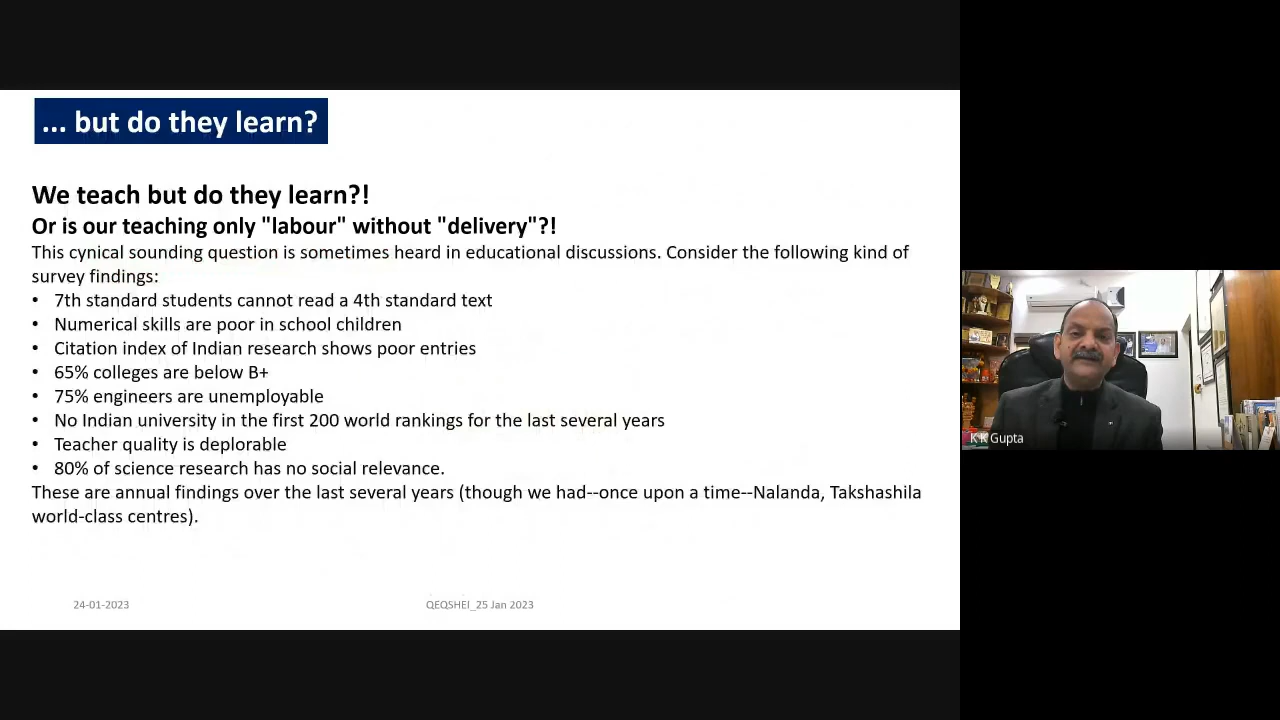 ... but do they learn?
We teach but do they learn?!
Or is our teaching only "labour" without "delivery"?!
This cynical sounding question is sometimes heard in educational discussions. Consider the following kind of
survey findings:
• 7th standard students cannot read a 4th standard text
• Numerical skills are poor in school children
• Citation index of Indian research shows poor entries
• 65% colleges are below B+
• 75% engineers are unemployable
• No Indian university in the first 200 world rankings for the last several years
• Teacher quality is deplorable
• 80% of science research has no social relevance.
These are annual findings over the last several years (though we had--once upon a time--Nalanda, Takshashila
world-class centres).
24-01-2023
QEQSHEI_25 Jan 2023
K K Gupta